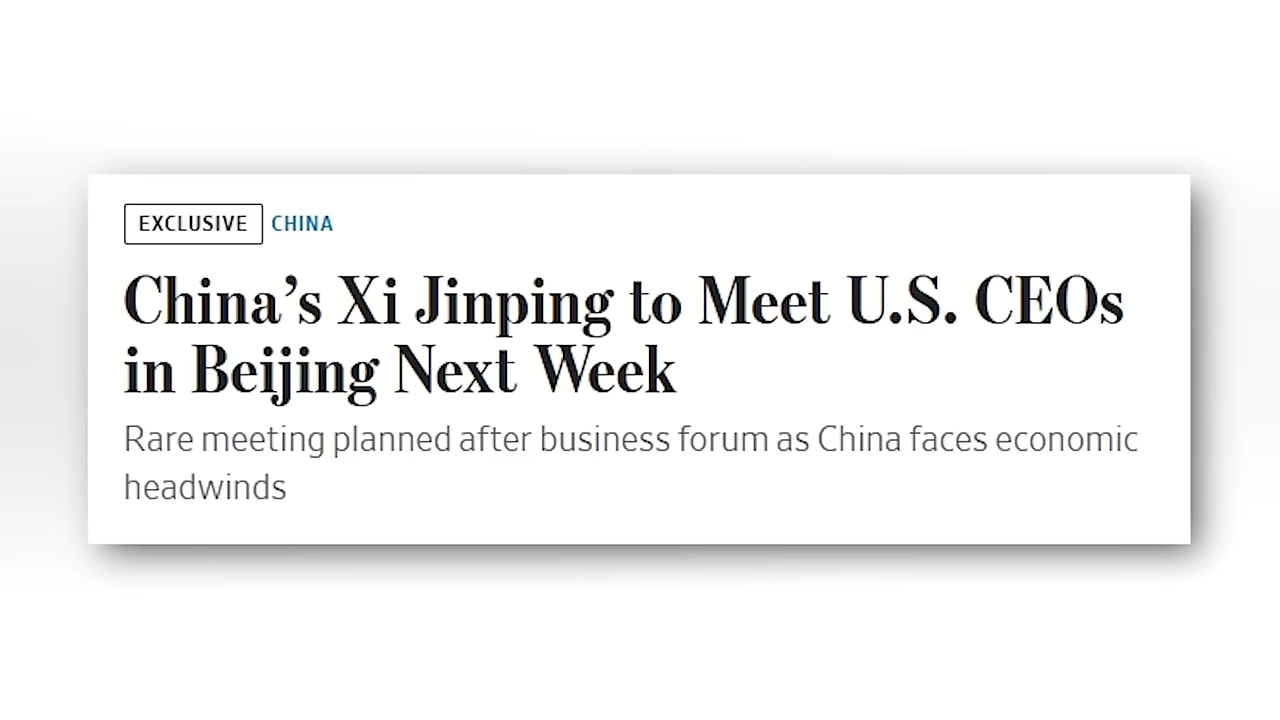 EXCLUSIVE CHINA
China’s Xi Jinping to Meet U.S. CEOs
in Beijing Next Week
Rare meeting planned after business forum as China faces economic
headwinds